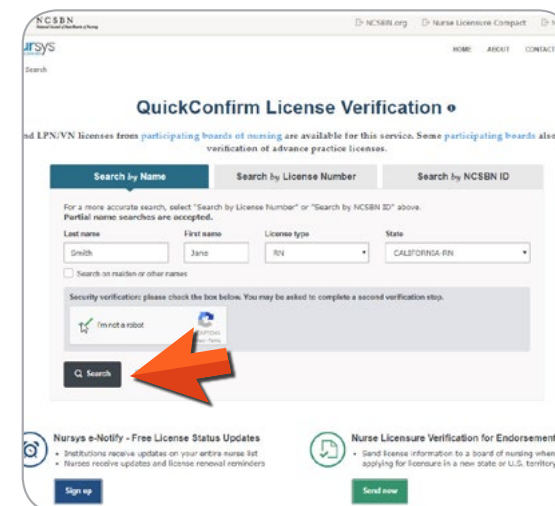 NCSBN
NCSBN.org Nurse Licensure Compact
ursys
HOME ABOUT CONTACT
Search
QuickConfirm License Verification
nd LPN/VN licenses from participating boards of nursing are available for this service. Some participating boards also
verification of advance practice licenses.
Search by Name Search by License Number Search by NCSBN ID
For a more accurate search, select "Search by License Number" or "Search by NCSBN ID" above.
Partial name searches are accepted.
Last name First name License type State
Smith Jane RN CALIFORNIA-RN
Search on maiden or other names
Security verification: please check the box below. You may be asked to complete a second verification step.
I'm not a robot
Search
Nursys e-Notify - Free License Status Updates
Institutions receive updates on your entire nurse list
Nurses receive updates and license renewal reminders
Sign up
Nurse Licensure Verification for Endorsement
Send license information to a board of nursing when
applying for licensure in a new state or U.S. territory
Send now